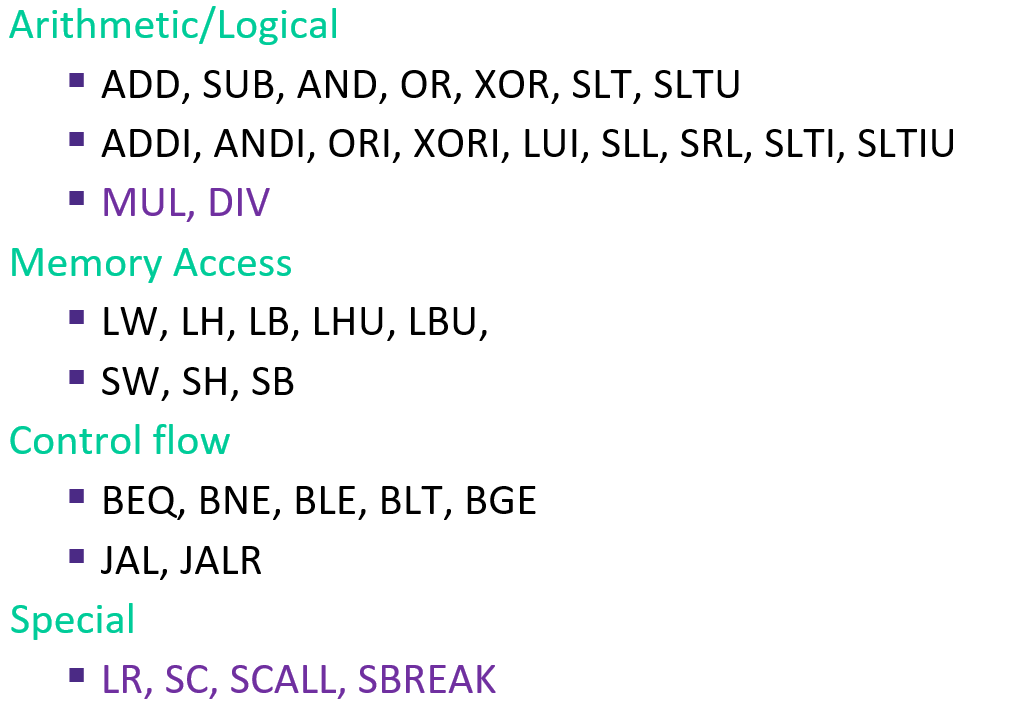 Arithmetic/Logical
▪ ADD, SUB, AND, OR, XOR, SLT, SLTU
▪ ADDI, ANDI, ORI, XORI, LUI, SLL, SRL, SLTI, SLTIU
▪ MUL, DIV
Memory Access
▪ LW, LH, LB, LHU, LBU,
▪ SW, SH, SB
Control flow
▪ BEQ, BNE, BLE, BLT, BGE
▪ JAL, JALR
Special
▪ LR, SC, SCALL, SBREAK